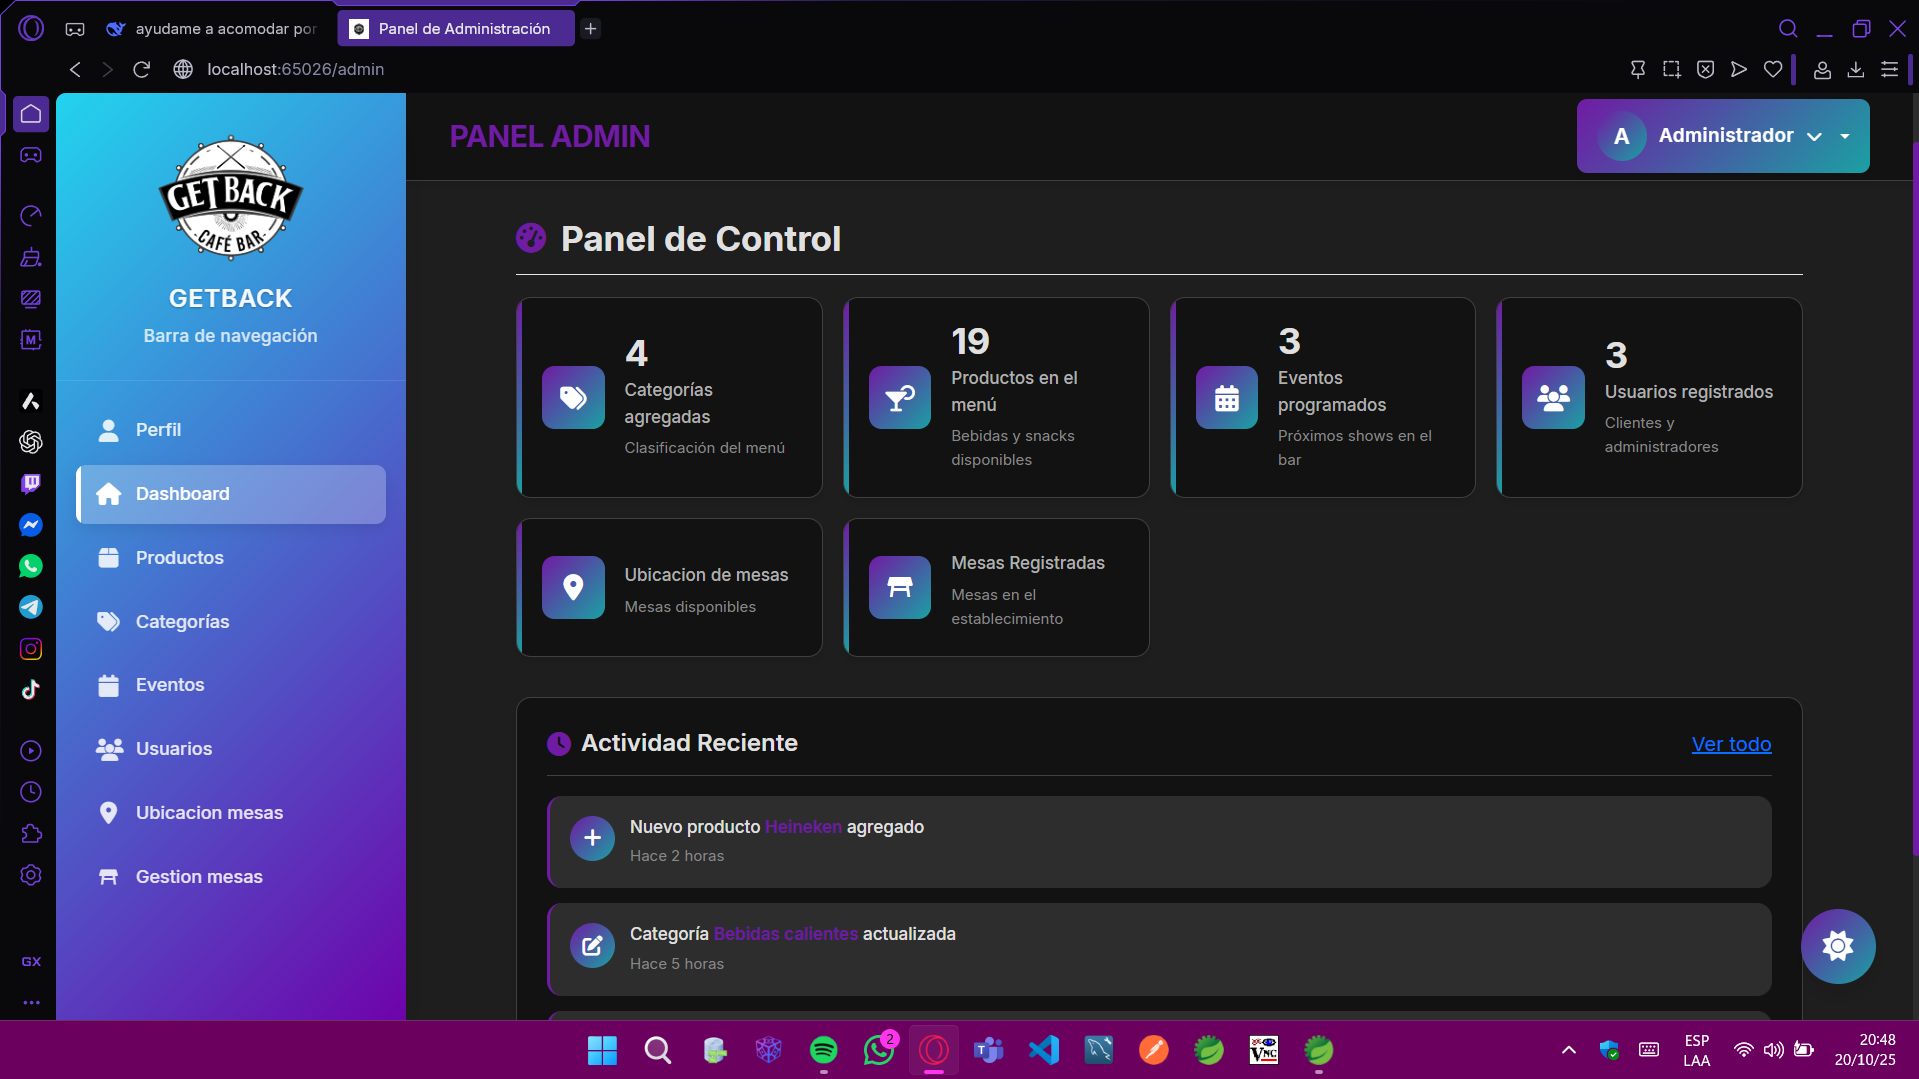 ayudame a acomodar por
Panel de Administración
localhost:65026/admin
GET BACK
CAFÉ BAR
GETBACK
Barra de navegación
Perfil
Dashboard
Productos
Categorías
Eventos
Usuarios
Ubicacion mesas
Gestion mesas
PANEL ADMIN
A
Administrador
Panel de Control
4
Categorías
agregadas
Clasificación del menú
19
Productos en el
menú
Bebidas y snacks
disponibles
3
Eventos
programados
Próximos shows en el
bar
3
Usuarios registrados
Clientes y
administradores
Ubicacion de mesas
Mesas disponibles
Mesas Registradas
Mesas en el
establecimiento
Actividad Reciente
Ver todo
Nuevo producto Heineken agregado
Hace 2 horas
Categoría Bebidas calientes actualizada
Hace 5 horas
M
GX
2
T
VNC
ESP
LAA
20:48
20/10/25